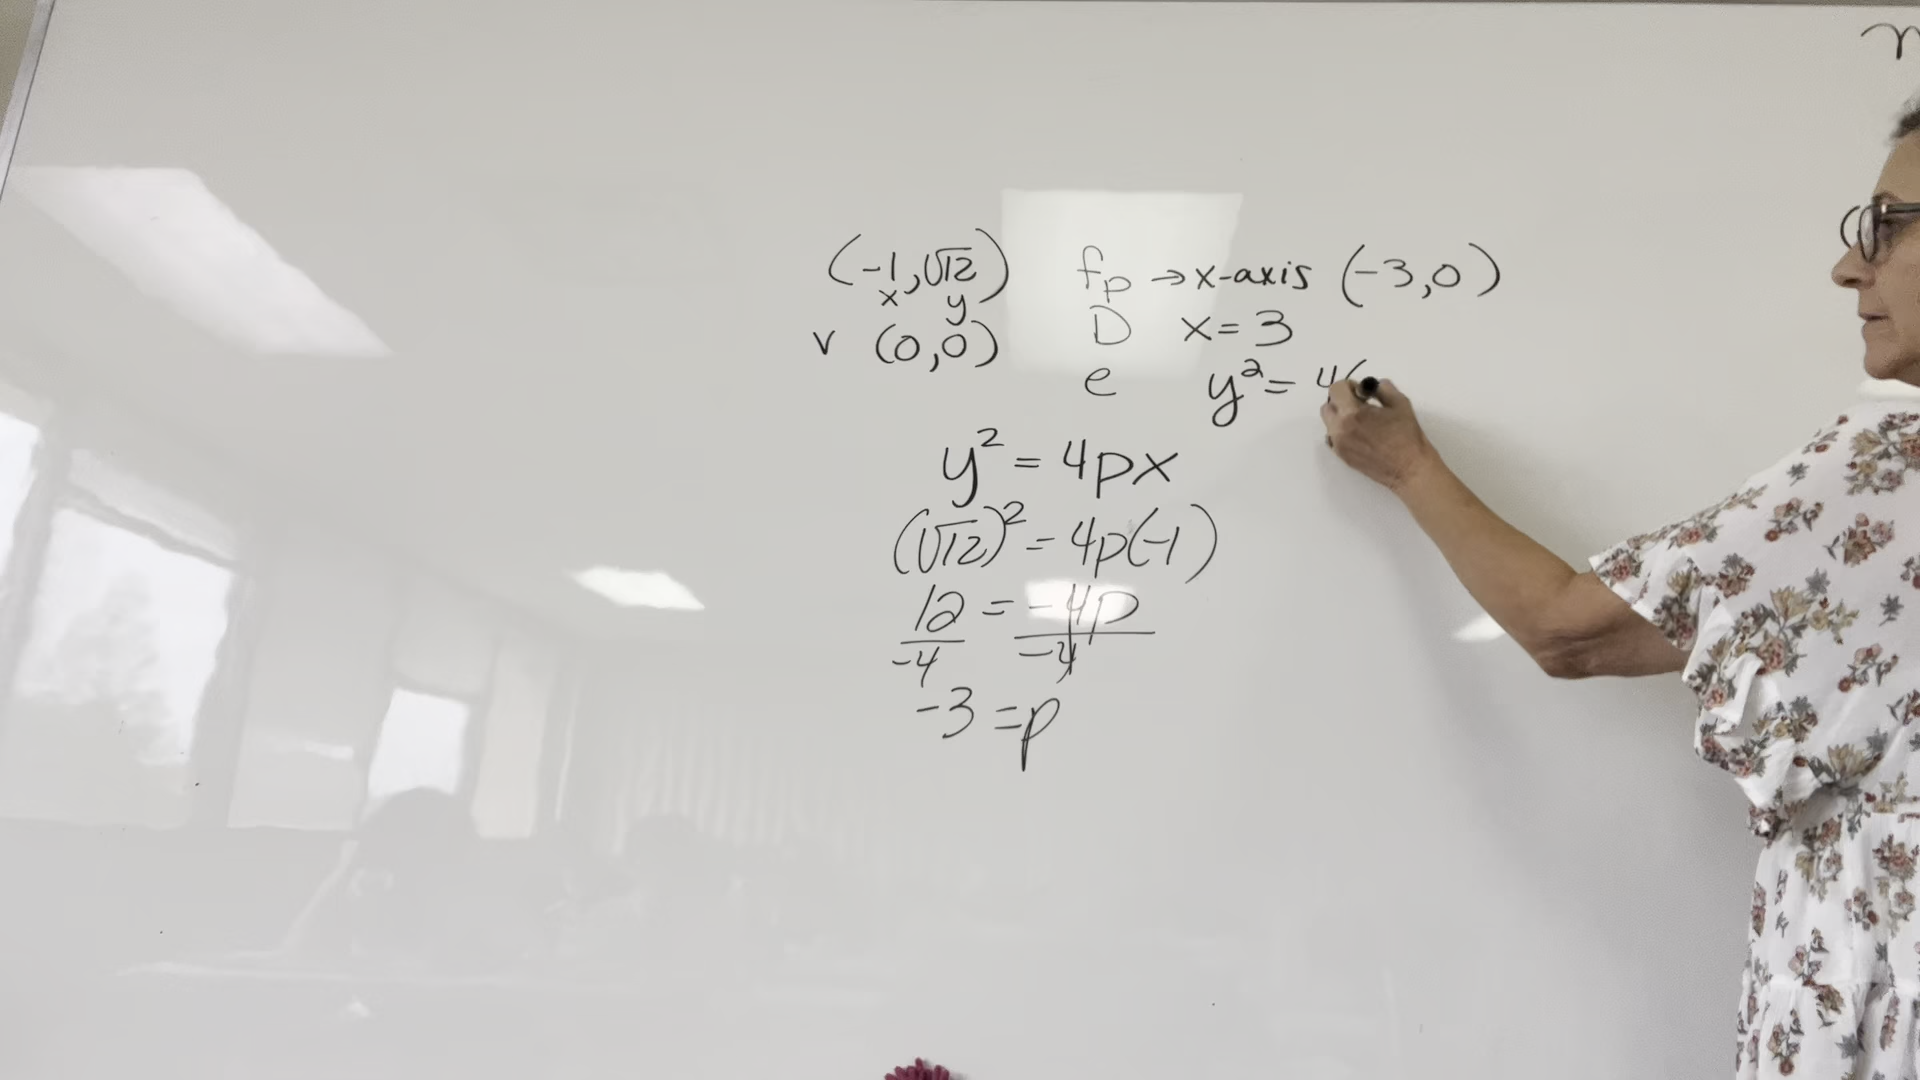 (-1,√12) fp → x-axis (-3,0)
x y
v (0,0) D x = 3
e y² = 4(
y² = 4px
(√12)² = 4p(-1)
12 = -4p
-4 -4
-3 = p